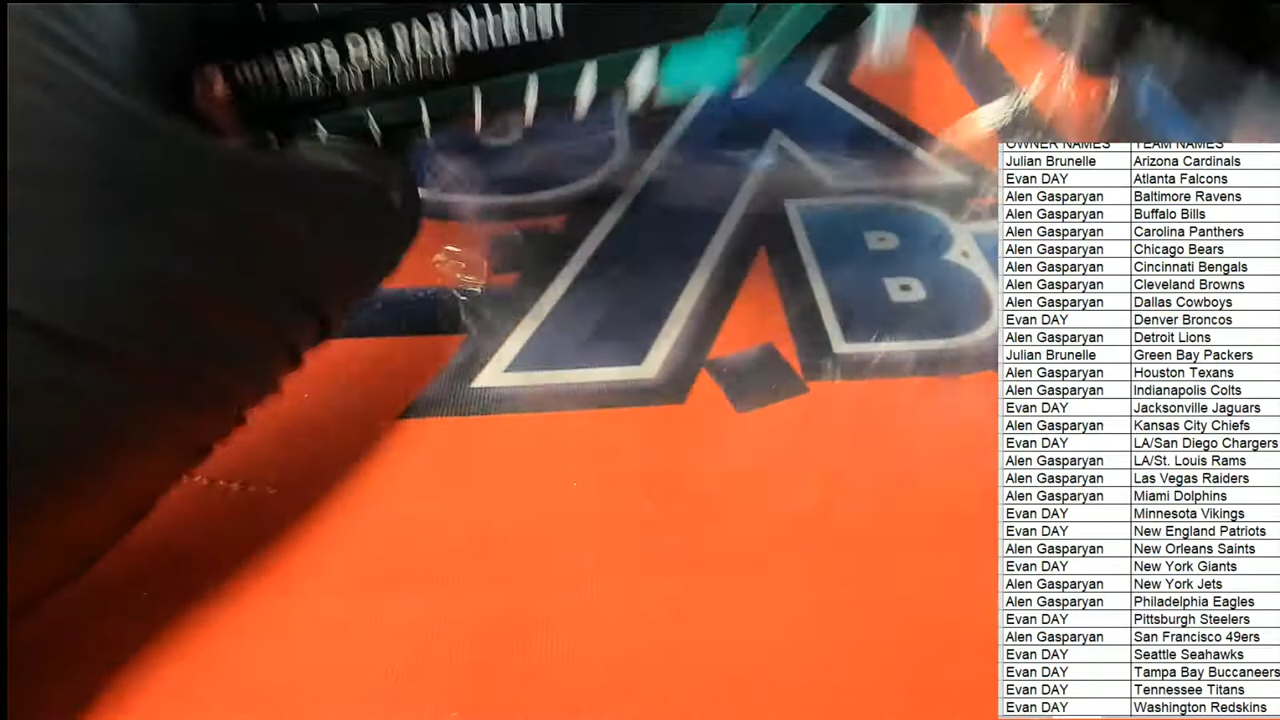 OR PARALLEL
B
OWNER NAMES TEAM NAMES
Julian Brunelle Arizona Cardinals
Evan DAY Atlanta Falcons
Alen Gasparyan Baltimore Ravens
Alen Gasparyan Buffalo Bills
Alen Gasparyan Carolina Panthers
Alen Gasparyan Chicago Bears
Alen Gasparyan Cincinnati Bengals
Alen Gasparyan Cleveland Browns
Alen Gasparyan Dallas Cowboys
Evan DAY Denver Broncos
Alen Gasparyan Detroit Lions
Julian Brunelle Green Bay Packers
Alen Gasparyan Houston Texans
Alen Gasparyan Indianapolis Colts
Evan DAY Jacksonville Jaguars
Alen Gasparyan Kansas City Chiefs
Evan DAY LA/San Diego Chargers
Alen Gasparyan LA/St. Louis Rams
Alen Gasparyan Las Vegas Raiders
Alen Gasparyan Miami Dolphins
Evan DAY Minnesota Vikings
Evan DAY New England Patriots
Alen Gasparyan New Orleans Saints
Evan DAY New York Giants
Alen Gasparyan New York Jets
Alen Gasparyan Philadelphia Eagles
Evan DAY Pittsburgh Steelers
Alen Gasparyan San Francisco 49ers
Evan DAY Seattle Seahawks
Evan DAY Tampa Bay Buccaneers
Evan DAY Tennessee Titans
Evan DAY Washington Redskins